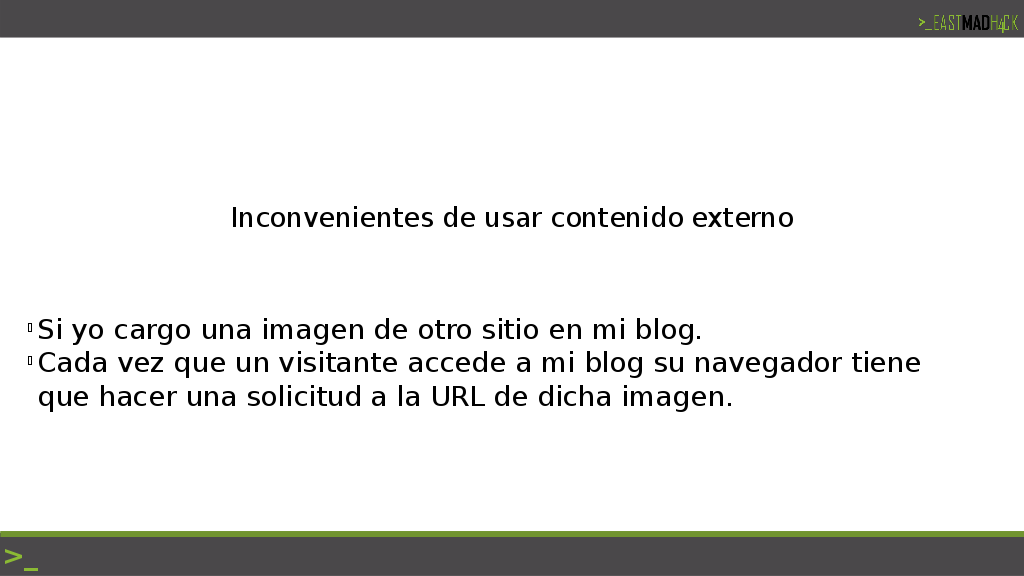 >_EASTMADH4CK
Inconvenientes de usar contenido externo
Si yo cargo una imagen de otro sitio en mi blog.
Cada vez que un visitante accede a mi blog su navegador tiene
que hacer una solicitud a la URL de dicha imagen.
>_